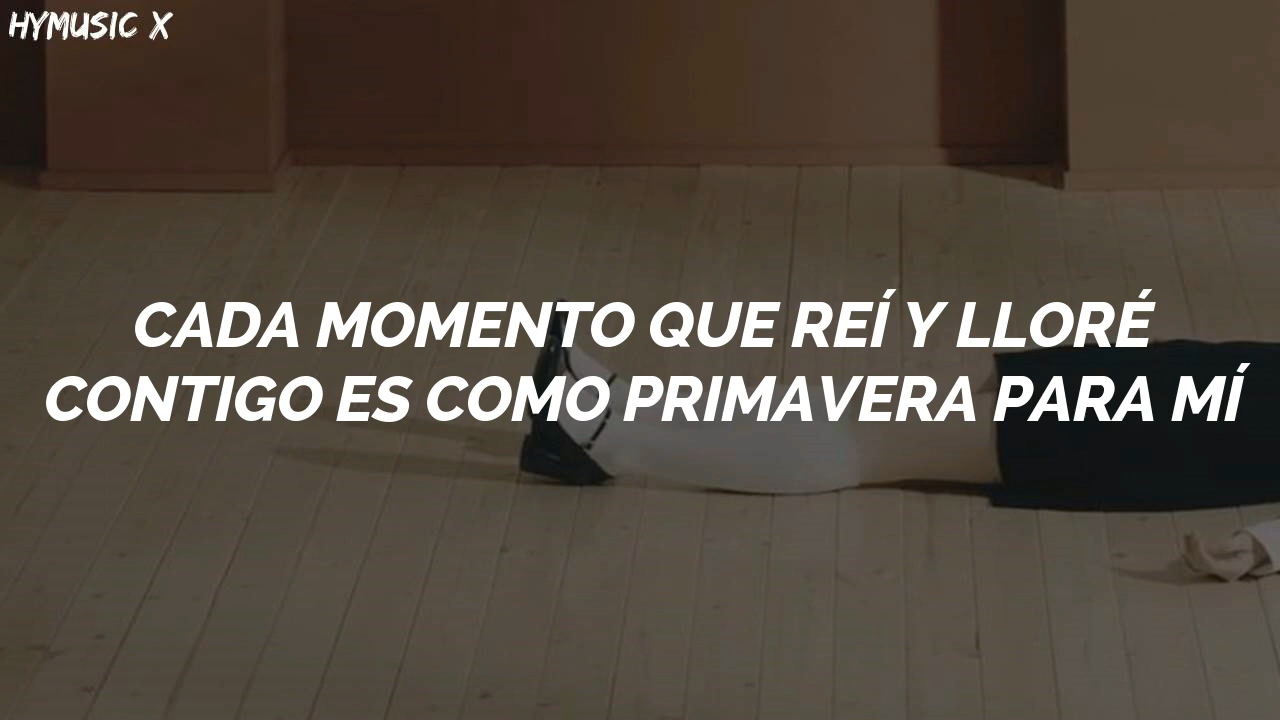 HYMUSIC X
CADA MOMENTO QUE REÍ Y LLORÉ
CONTIGO ES COMO PRIMAVERA PARA MÍ